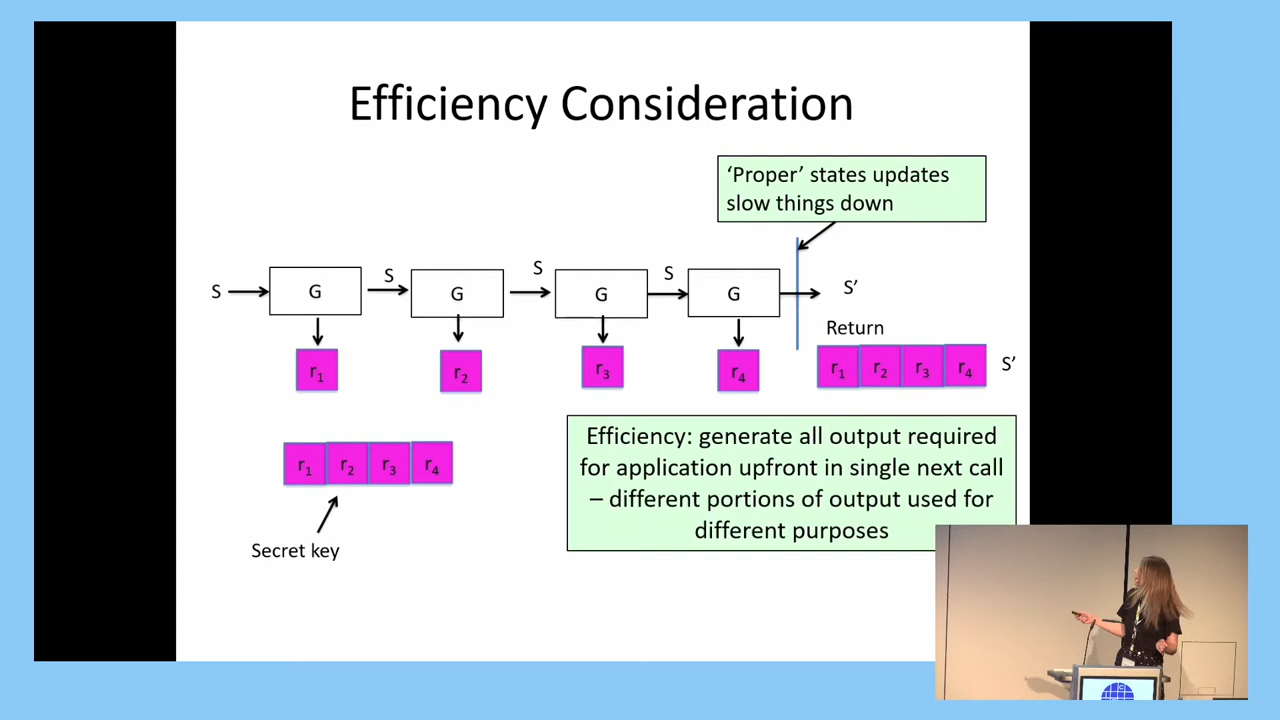 Efficiency Consideration
‘Proper’ states updates
slow things down
S
G
S
G
S
G
S
G
S’
Return
r1
r2
r3
r4
r1 r2 r3 r4
S’
r1 r2 r3 r4
Secret key
Efficiency: generate all output required
for application upfront in single next call
– different portions of output used for
different purposes